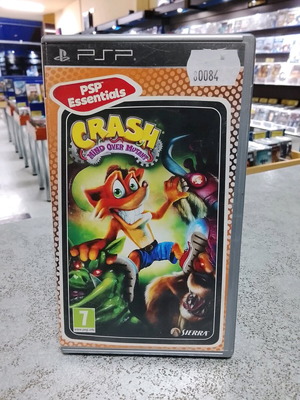 PSP
00084
PSP
Essentials
CRASH
MIND OVER MUTANT
7
SIERRA